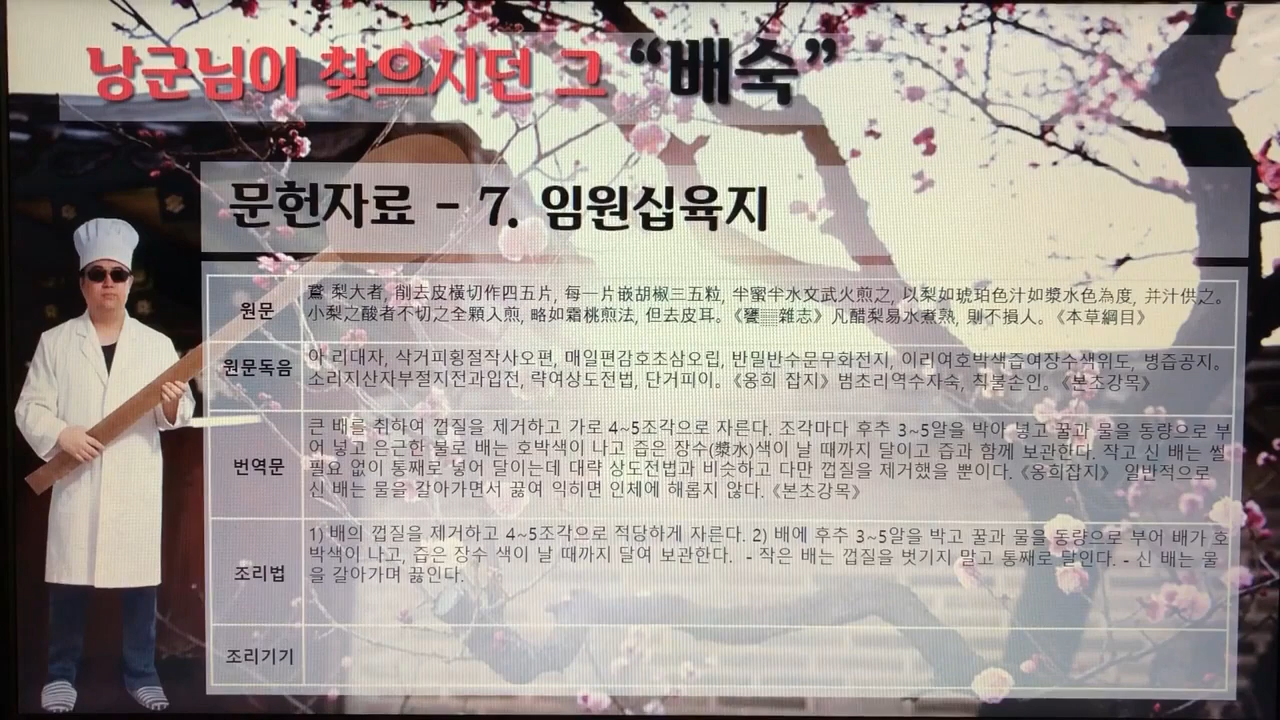 낭군님이 찾으시던 그 “배숙”
문헌자료 - 7. 임원십육지
원문
鵞 梨大者, 削去皮橫切作四五片, 每一片嵌胡椒三五粒, 半蜜半水文武火煎之, 以梨如琥珀色汁如漿水色為度, 并汁供之。
小梨之酸者不切之全顆入煎, 略如霜桃煎法, 但去皮耳。《饔▒雜志》凡醋梨易水煮熟, 則不損人。《本草綱目》
원문독음
아 리대자, 삭거피횡절작사오편, 매일편감호초삼오립, 반밀반수문무화전지, 이리여호박색즙여장수색위도, 병즙공지。
소리지산자부절지전과입전, 략여상도전법, 단거피이。《옹희 잡지》범초리역수자숙, 칙불손인。《본초강목》
번역문
큰 배를 취하여 껍질을 제거하고 가로 4~5조각으로 자른다. 조각마다 후추 3~5알을 박아 넣고 꿀과 물을 동량으로 부
어 넣고 은근한 불로 배는 호박색이 나고 즙은 장수(漿水)색이 날 때까지 달이고 즙과 함께 보관한다. 작고 신 배는 썰
필요 없이 통째로 넣어 달이는데 대략 상도전법과 비슷하고 다만 껍질을 제거했을 뿐이다.《옹희잡지》 일반적으로
신 배는 물을 갈아가면서 끓여 익히면 인체에 해롭지 않다.《본초강목》
조리법
1) 배의 껍질을 제거하고 4~5조각으로 적당하게 자른다. 2) 배에 후추 3~5알을 박고 꿀과 물을 동량으로 부어 배가 호
박색이 나고, 즙은 장수 색이 날 때까지 달여 보관한다. - 작은 배는 껍질을 벗기지 말고 통째로 달인다. - 신 배는 물
을 갈아가며 끓인다.
조리기기